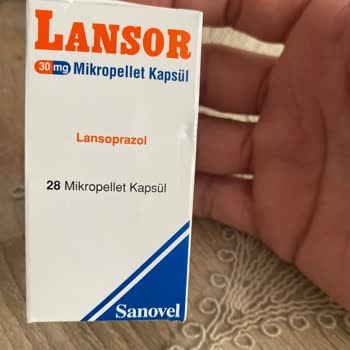 LANSOR
30 mg Mikropellet Kapsül
Lansoprazol
28 Mikropellet Kapsül
Sanovel